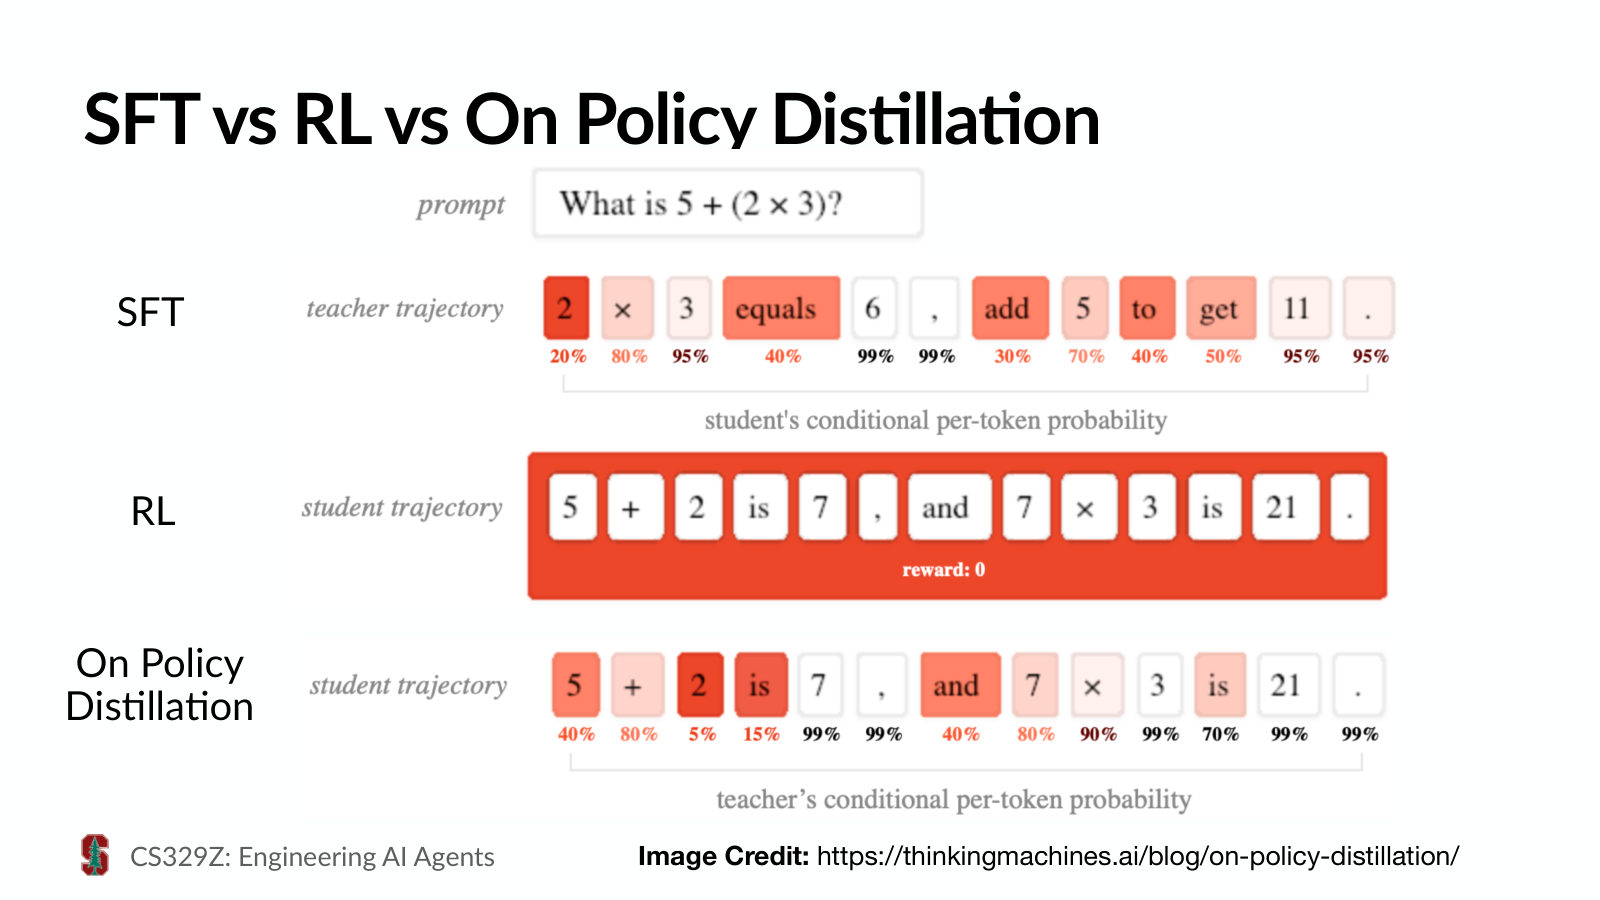 SFT vs RL vs On Policy Distillation
prompt What is 5 + (2 × 3)?
SFT teacher trajectory 2 × 3 equals 6 , add 5 to get 11 .
20% 80% 95% 40% 99% 99% 30% 70% 40% 50% 95% 95%
student's conditional per-token probability
RL student trajectory 5 + 2 is 7 , and 7 × 3 is 21 .
reward: 0
On Policy
Distillation
student trajectory 5 + 2 is 7 , and 7 × 3 is 21 .
40% 80% 5% 15% 99% 99% 40% 80% 90% 99% 70% 99% 99%
teacher’s conditional per-token probability
S
CS329Z: Engineering AI Agents
Image Credit: https://thinkingmachines.ai/blog/on-policy-distillation/